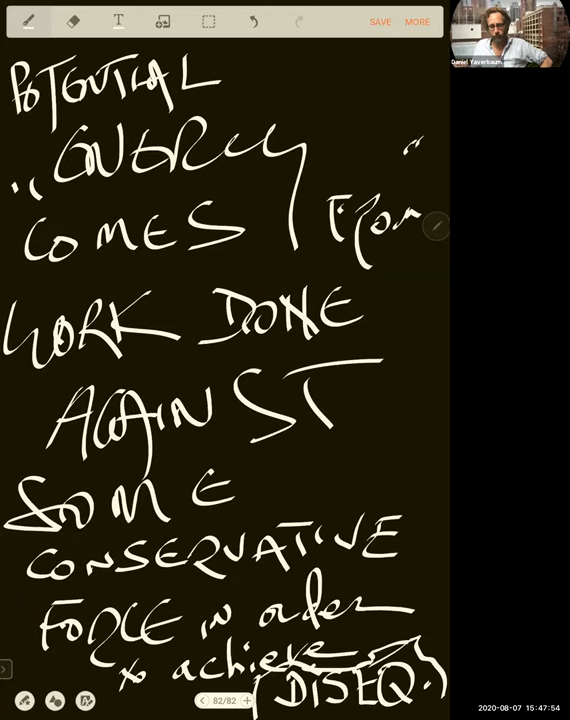 SAVE MORE
Daniel Yaverbaum
POTENTIAL
"ENERGY"
COMES From
WORK DONE
AGAINST
SOME
CONSERVATIVE
FORCE in order
to achieve
(DISEQ.)
82/82
2020-08-07 15:47:54